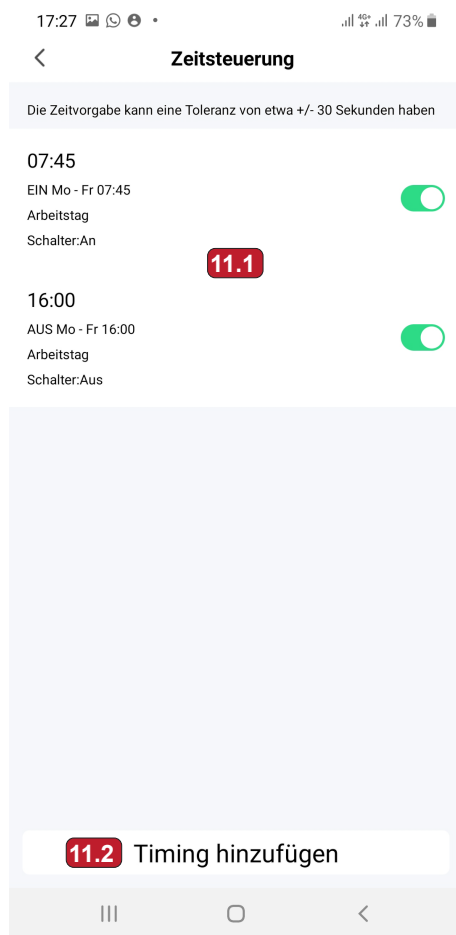 17:27
4G+ 73%
Zeitsteuerung
Die Zeitvorgabe kann eine Toleranz von etwa +/- 30 Sekunden haben
07:45
EIN Mo - Fr 07:45
Arbeitstag
Schalter:An
11.1
16:00
AUS Mo - Fr 16:00
Arbeitstag
Schalter:Aus
11.2 Timing hinzufügen